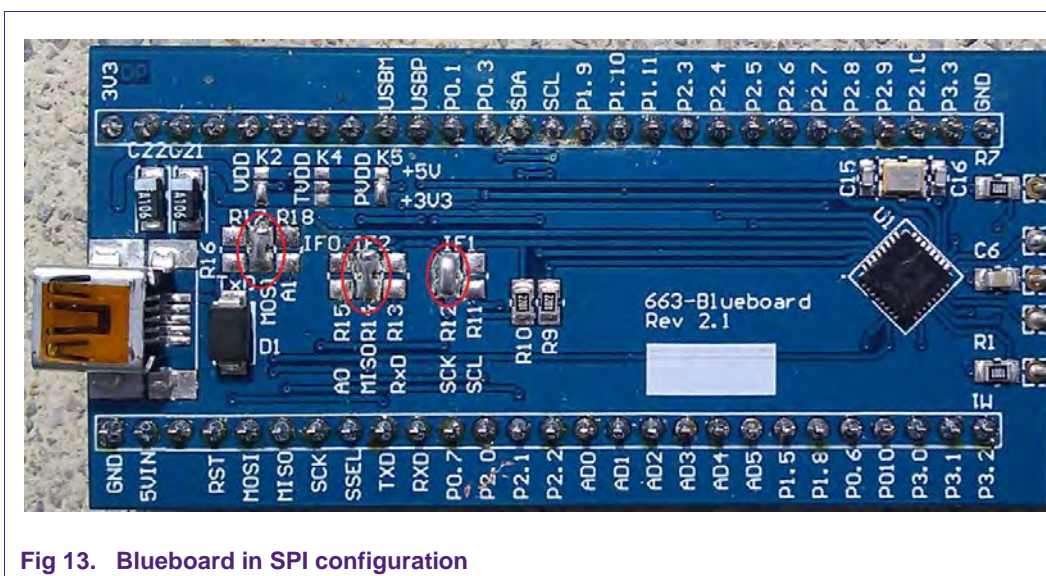 3V3
TOP
USBM
USBP
P0.1
P0.3
SDA
SCL
P1.9
P1.10
P1.11
P2.3
P2.4
P2.5
P2.6
P2.7
P2.8
P2.9
P2.10
P3.3
GND
C22
C21
VDD
K2
TVDD
K4
PVDD
K5
+5V
+3V3
A106
A106
R17
R18
IF0
IF2
IF1
R16
TxD
MOSI
A1
D1
R15
R13
R12
R11
A0
MISO
RxD
SCK
SCL
R10
R9
C15
C16
U1
R7
C6
R1
663-Blueboard
Rev 2.1
GND
5VIN
RST
MOSI
MISO
SCK
SSEL
TXD
RXD
P0.7
P2.0
P2.1
P2.2
AD0
AD1
AD2
AD3
AD4
AD5
P1.5
P1.8
P0.6
P010
P3.0
P3.1
P3.2
Fig 13. Blueboard in SPI configuration